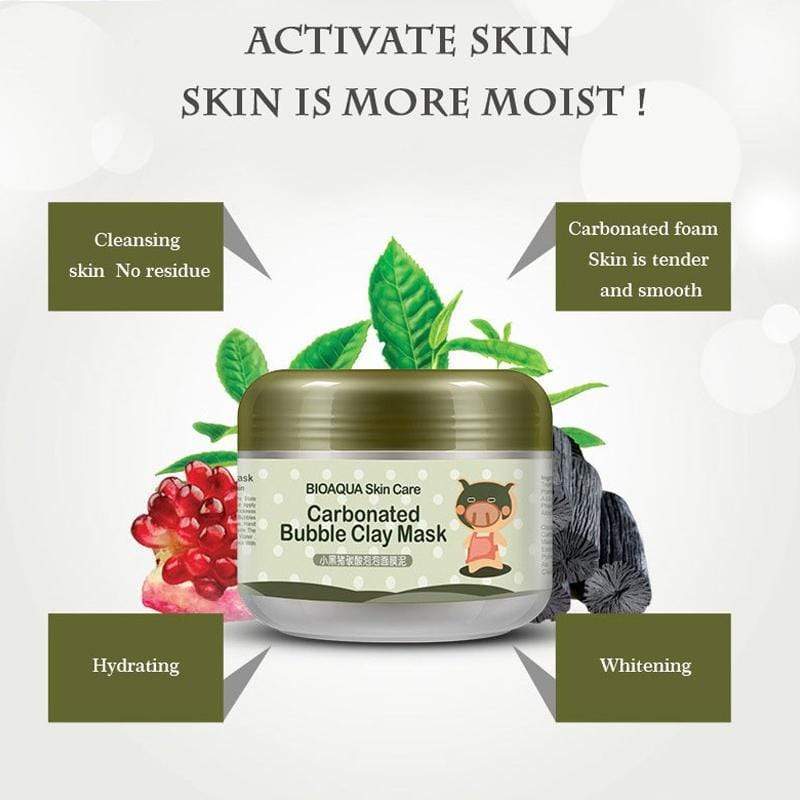 ACTIVATE SKIN
SKIN IS MORE MOIST !
Cleansing
skin No residue
Carbonated foam
Skin is tender
and smooth
BIOAQUA Skin Care
Carbonated
Bubble Clay Mask
小黑猪碳酸泡泡面膜泥
Hydrating
Whitening